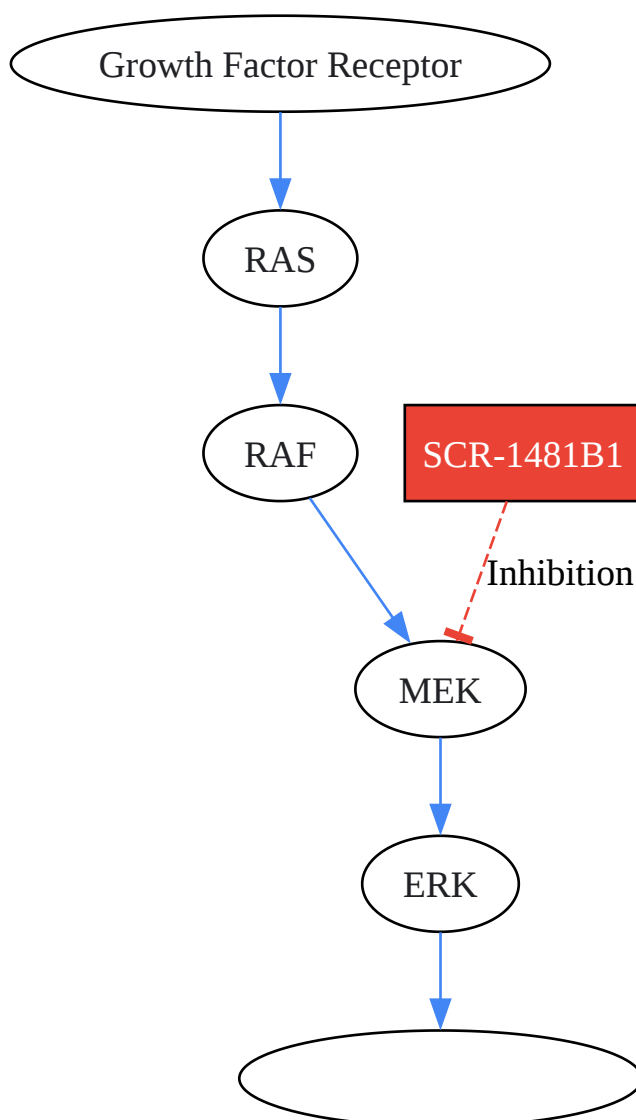 Growth Factor Receptor
RAS
RAF
SCR-1481B1
Inhibition
MEK
ERK